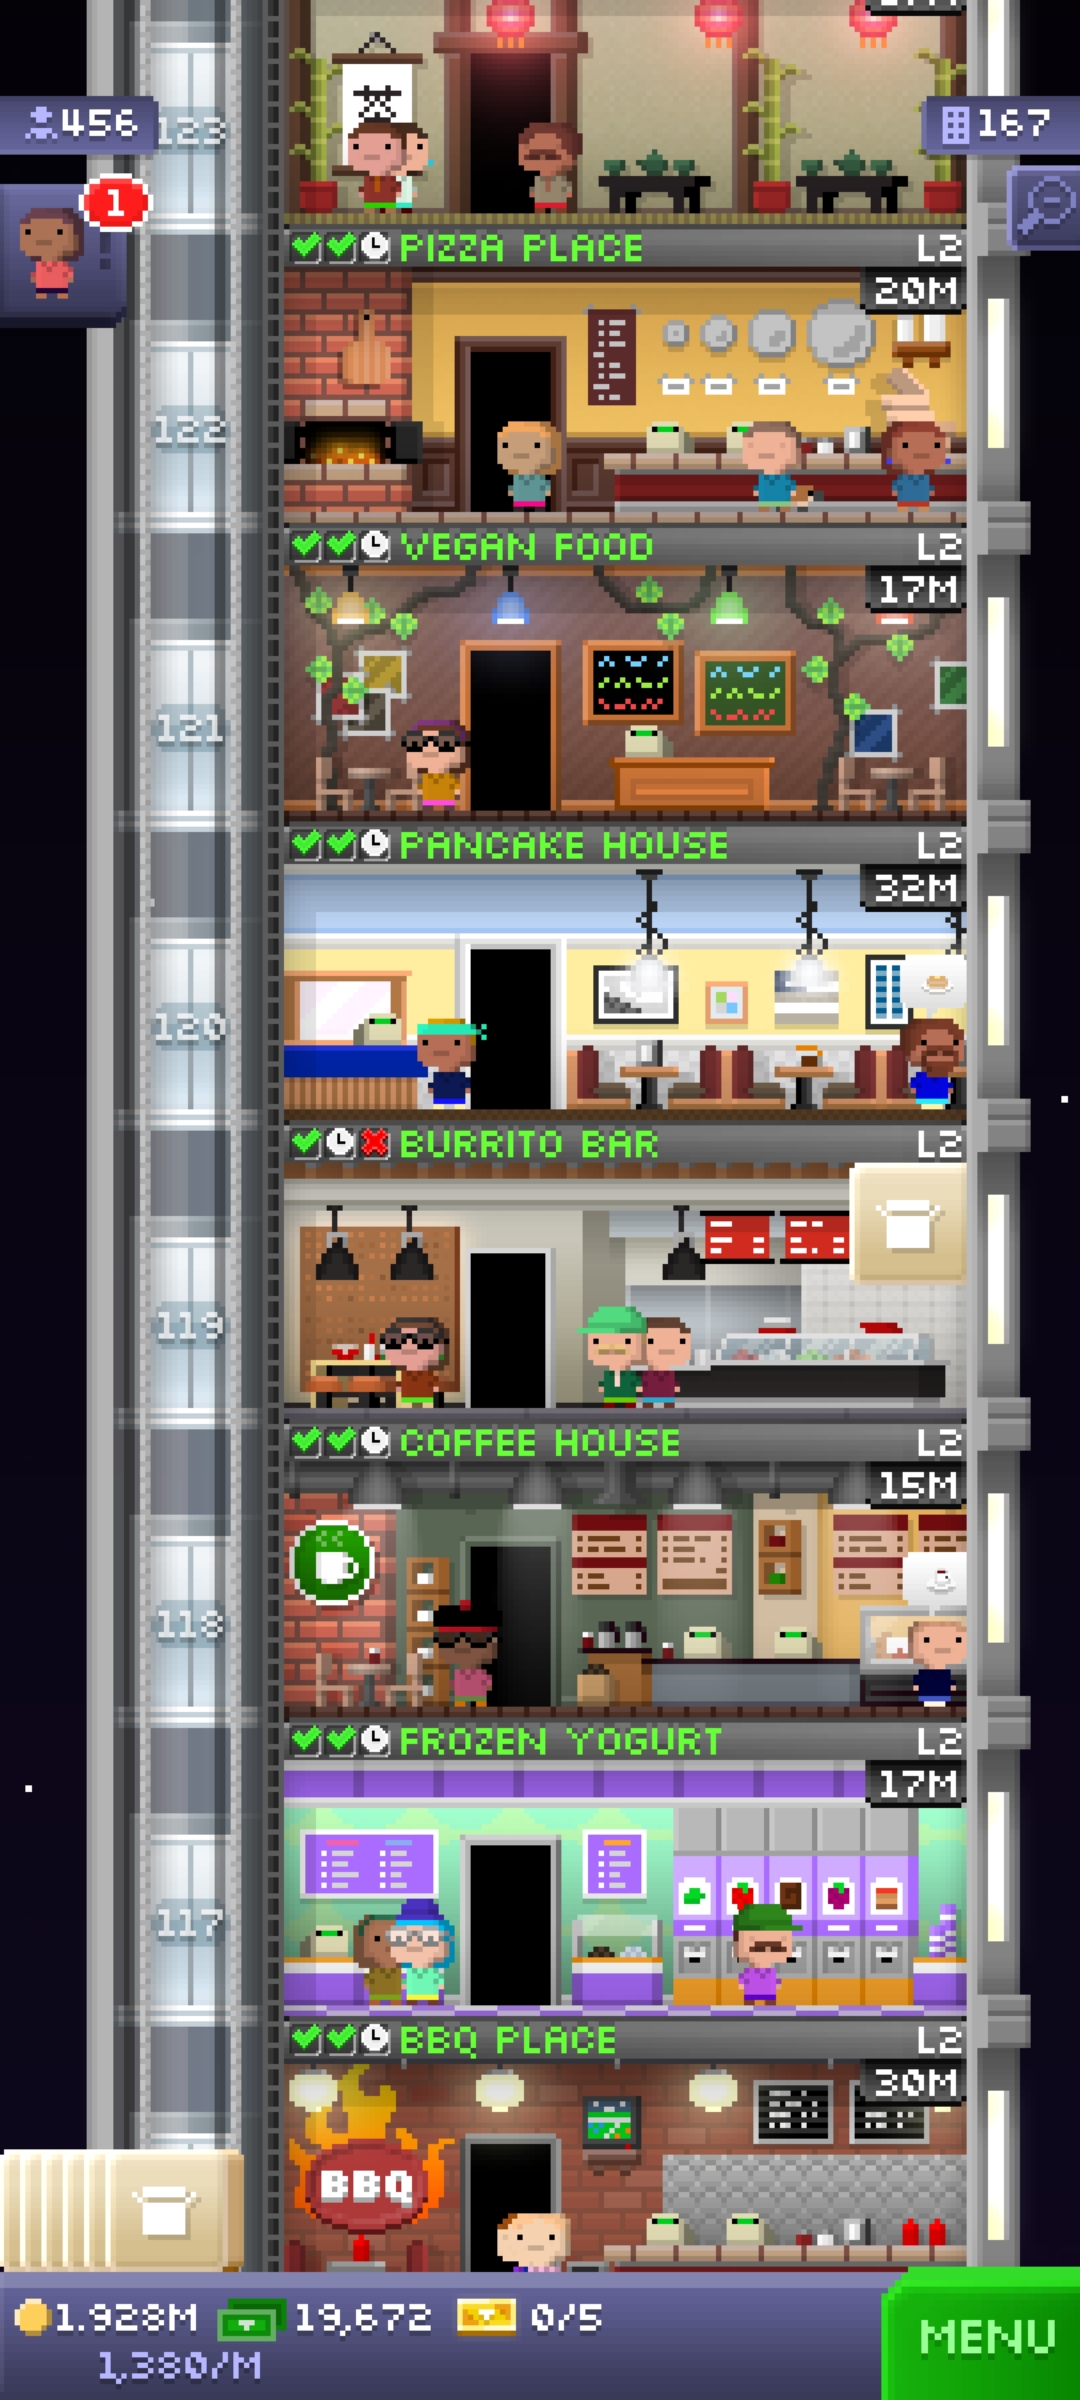 456
123
167
1
PIZZA PLACE L2
20M
122
VEGAN FOOD L2
17M
121
PANCAKE HOUSE L2
32M
120
BURRITO BAR L2
119
COFFEE HOUSE L2
15M
118
FROZEN YOGURT L2
17M
117
BBQ PLACE L2
30M
BBQ
1.928M 19,672 0/5
1,380/M
MENU